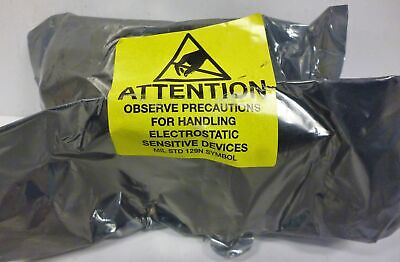 ATTENTION
OBSERVE PRECAUTIONS
FOR HANDLING
ELECTROSTATIC
SENSITIVE DEVICES
MIL STD 129N SYMBOL